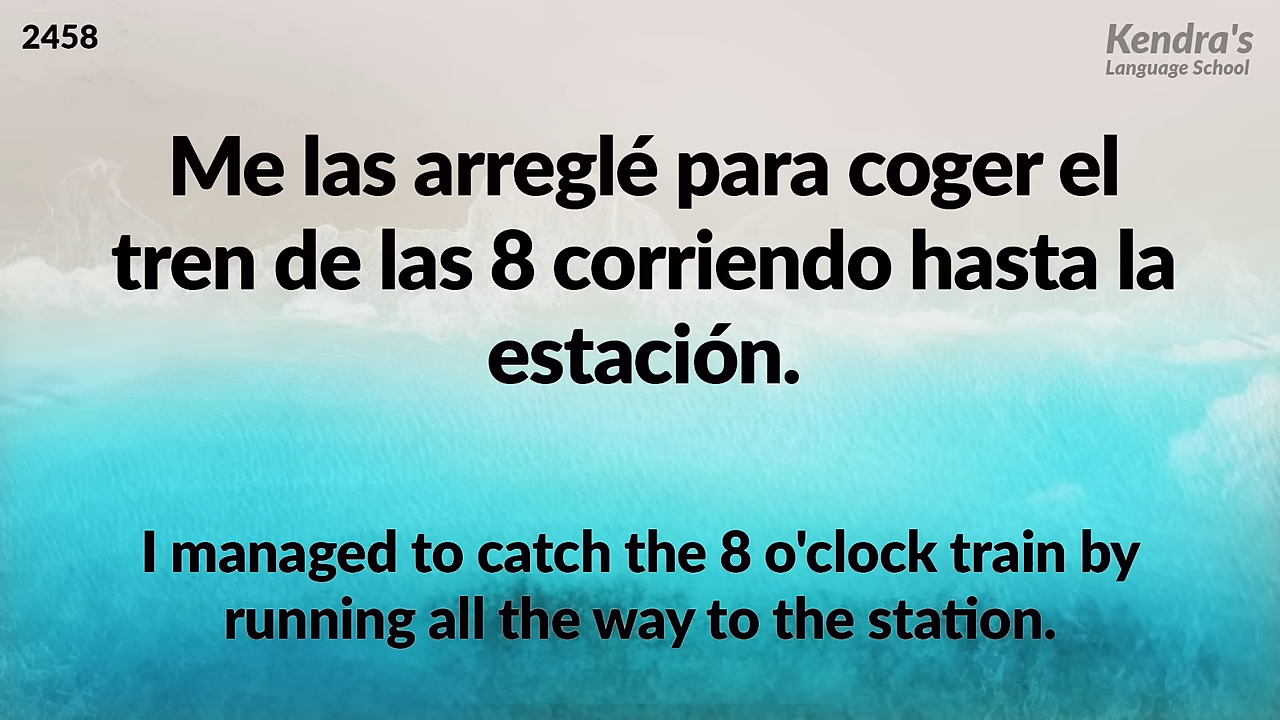 2458
Kendra's
Language School
Me las arreglé para coger el
tren de las 8 corriendo hasta la
estación.
I managed to catch the 8 o'clock train by
running all the way to the station.